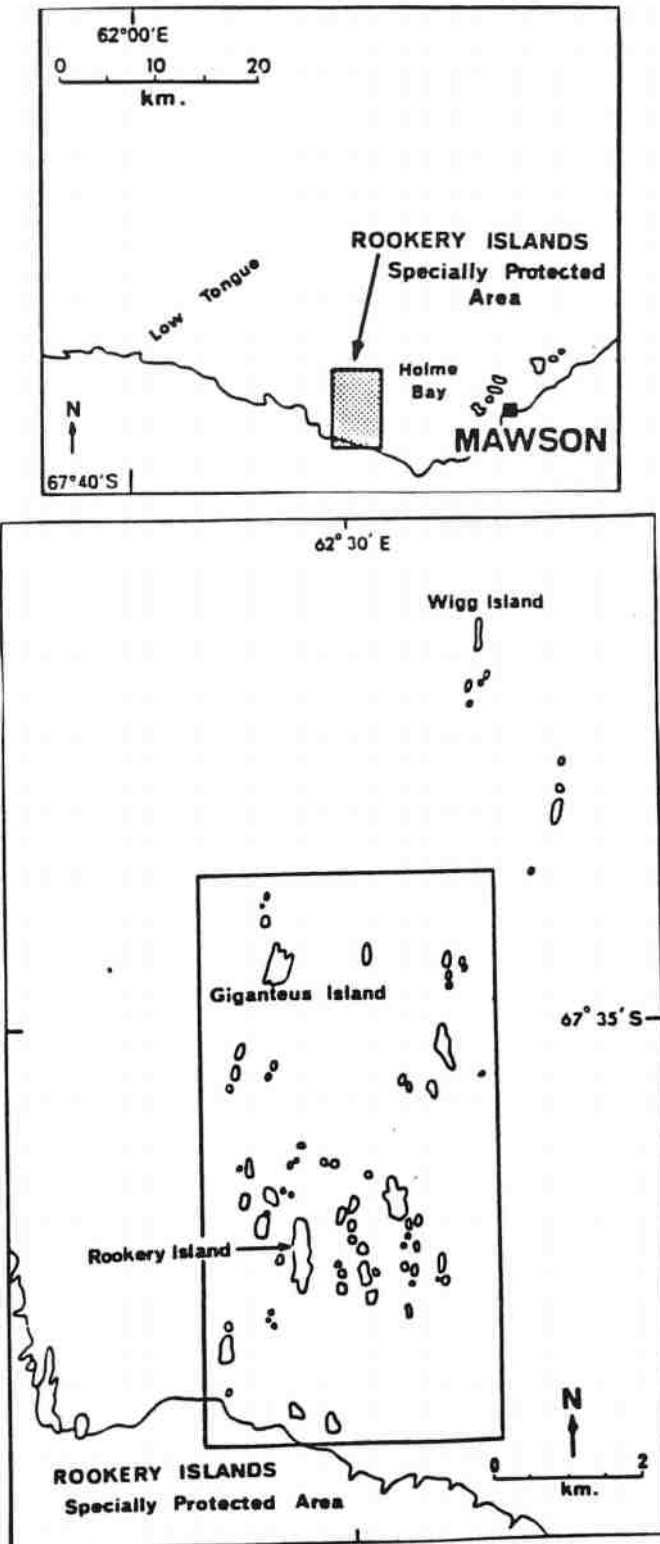 62°00'E
0 10 20
km.
ROOKERY ISLANDS
Specially Protected
Area
Low Tongue
Holme
Bay
N
MAWSON
67°40'S
62° 30' E
Wigg Island
Giganteus Island
67° 35' S
Rookery Island
N
0 2
km.
ROOKERY ISLANDS
Specially Protected Area